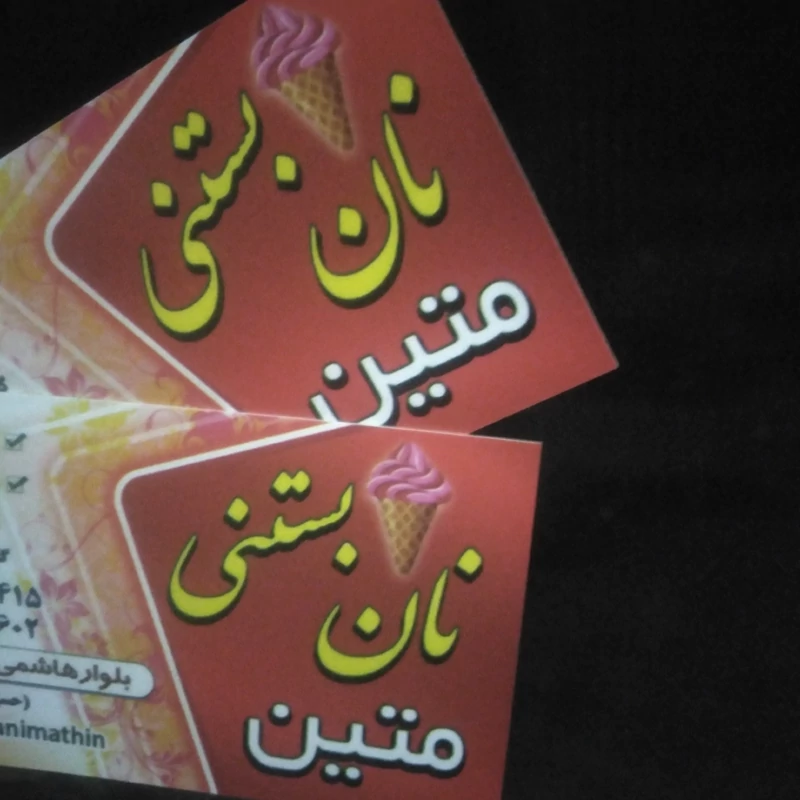 نان بستنی
متین
نان بستنی
متین
۴۱۵
۶۰۲
بلوار هاشمی
animathin